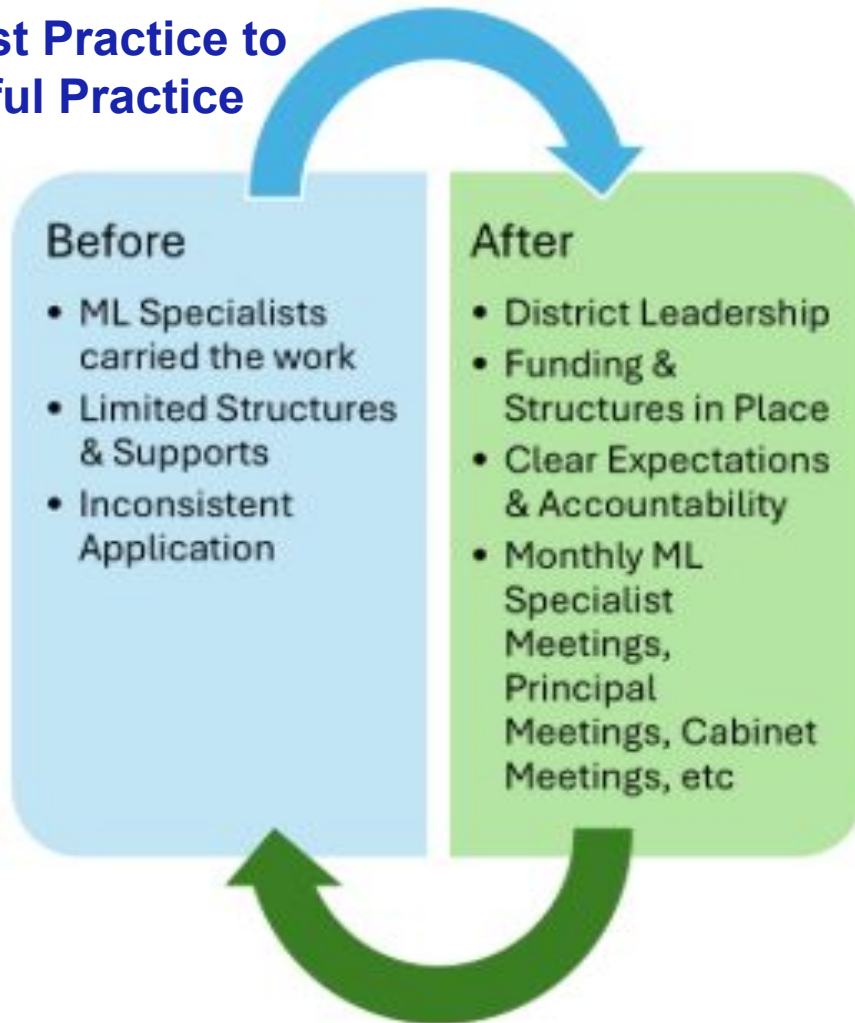 st Practice to
ful Practice
Before
• ML Specialists
carried the work
• Limited Structures
& Supports
• Inconsistent
Application
After
• District Leadership
• Funding &
Structures in Place
• Clear Expectations
& Accountability
• Monthly ML
Specialist
Meetings,
Principal
Meetings, Cabinet
Meetings, etc